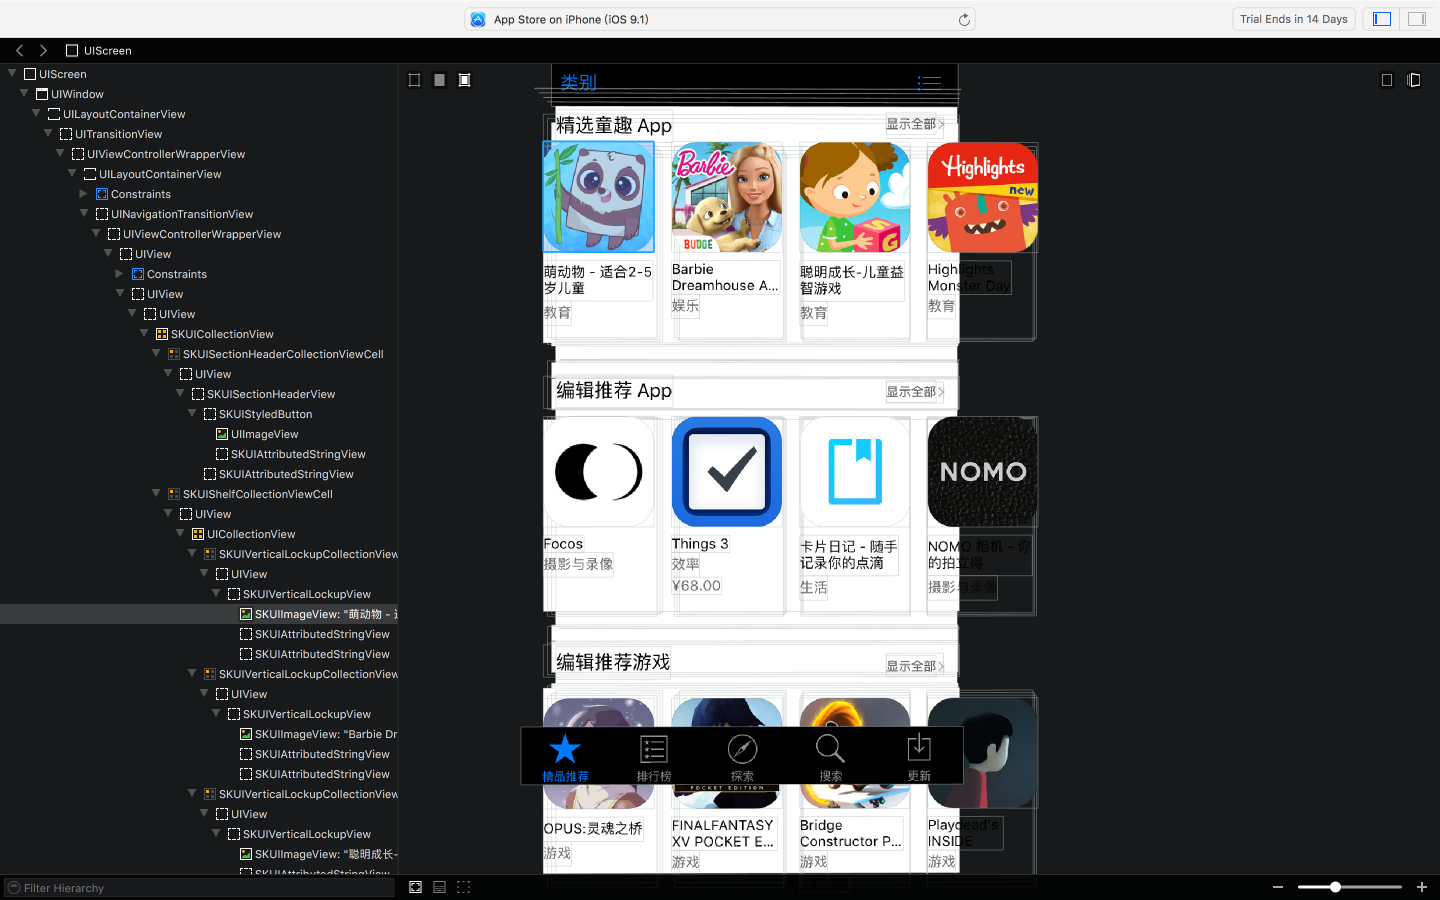 App Store on iPhone (iOS 9.1)
Trial Ends in 14 Days
UIScreen
UIScreen
UIWindow
UILayoutContainerView
UITransitionView
UIViewControllerWrapperView
UILayoutContainerView
Constraints
UINavigationTransitionView
UIViewControllerWrapperView
UIView
Constraints
UIView
UIView
SKUICollectionView
SKUISectionHeaderCollectionViewCell
UIView
SKUISectionHeaderView
SKUIStyledButton
UIImageView
SKUIAttributedStringView
SKUIAttributedStringView
SKUIShelfCollectionViewCell
UIView
UICollectionView
SKUIVerticalLockupCollectionView
UIView
SKUIVerticalLockupView
SKUIImageView: "萌动物 -
SKUIAttributedStringView
SKUIAttributedStringView
SKUIVerticalLockupCollectionView
UIView
SKUIVerticalLockupView
SKUIImageView: "Barbie Dr
SKUIAttributedStringView
SKUIAttributedStringView
SKUIVerticalLockupCollectionView
UIView
SKUIVerticalLockupView
SKUIImageView: "聪明成长-
SKUIAttributedStringView
Filter Hierarchy
类别
精选童趣 App
显示全部
Barbie
BUDGE
G
Highlights
new
萌动物 - 适合2-5
岁儿童
教育
Barbie
Dreamhouse A...
娱乐
聪明成长-儿童益
智游戏
教育
Highlights
Monster Day
教育
编辑推荐 App
显示全部
NOMO
Focos
摄影与录像
Things 3
效率
¥68.00
卡片日记 - 随手
记录你的点滴
生活
NOMO 相机 - 你
的拍立得
摄影与录像
编辑推荐游戏
显示全部
精品推荐
排行榜
探索
搜索
更新
POCKET EDITION
OPUS:灵魂之桥
游戏
FINALFANTASY
XV POCKET E...
游戏
Bridge
Constructor P...
游戏
Playdead's
INSIDE
游戏